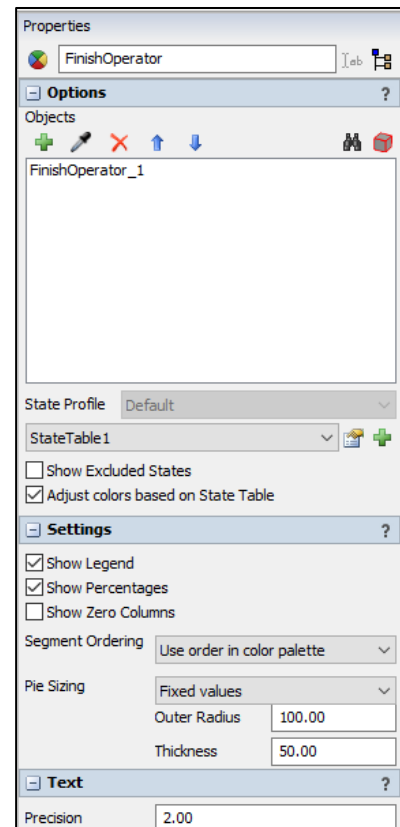 Properties
FinishOperator
Options ?
Objects
FinishOperator_1
State Profile Default
StateTable1
Show Excluded States
Adjust colors based on State Table
Settings ?
Show Legend
Show Percentages
Show Zero Columns
Segment Ordering Use order in color palette
Pie Sizing Fixed values
Outer Radius 100.00
Thickness 50.00
Text ?
Precision 2.00